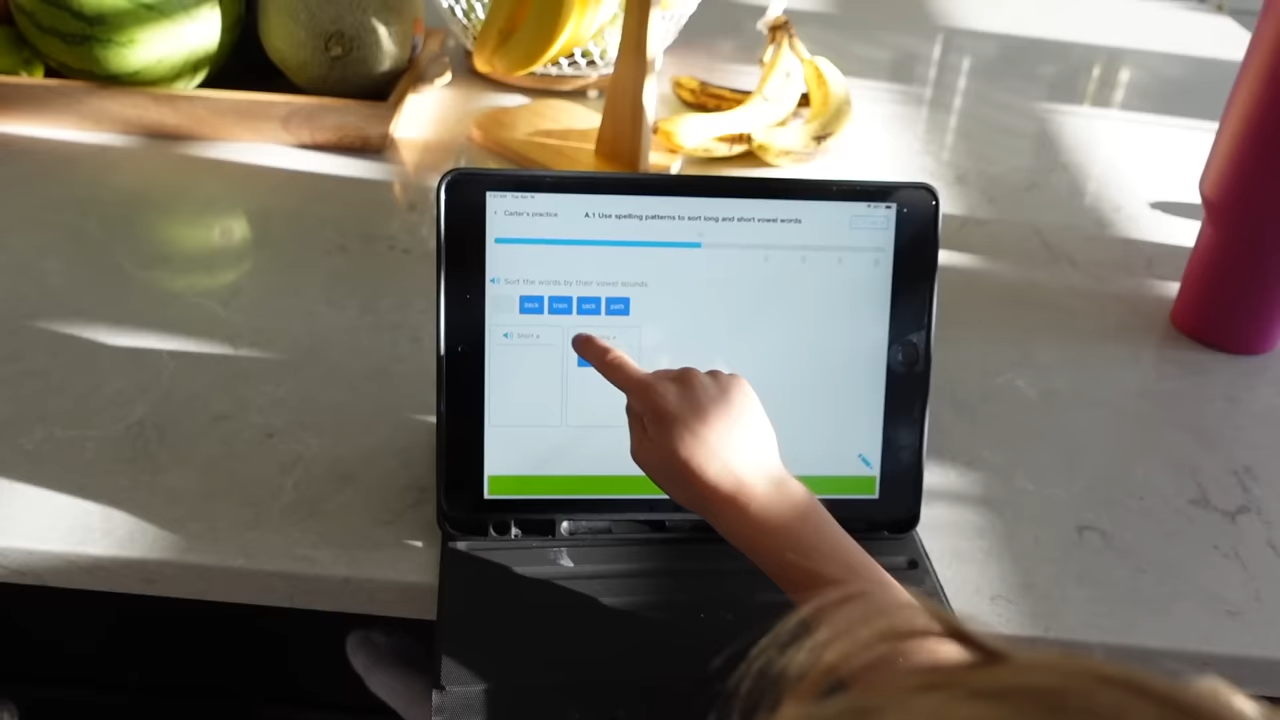 Carter's practice
A.1 Use spelling patterns to sort long and short vowel words
Sort the words by their vowel sounds.
back train sack path
Short a